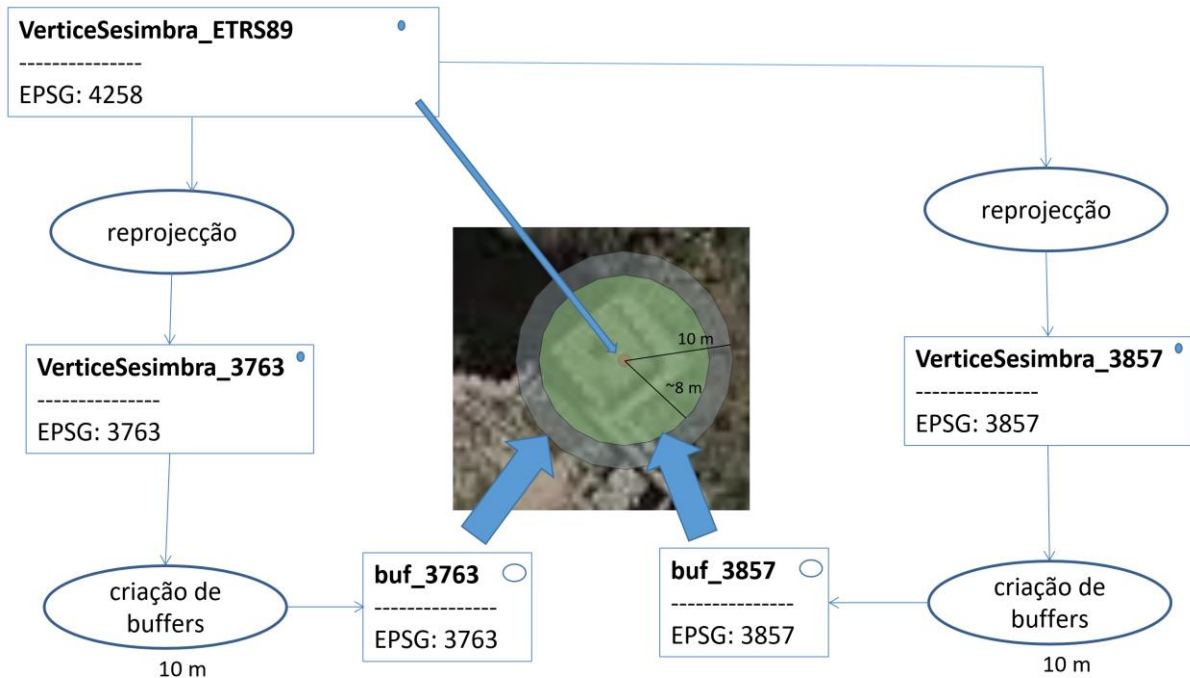 VerticeSesimbra_ETRS89
---------------
EPSG: 4258
reprojecção
reprojecção
VerticeSesimbra_3763
---------------
EPSG: 3763
10 m
~8 m
VerticeSesimbra_3857
---------------
EPSG: 3857
criação de
buffers
10 m
buf_3763
---------------
EPSG: 3763
buf_3857
---------------
EPSG: 3857
criação de
buffers
10 m